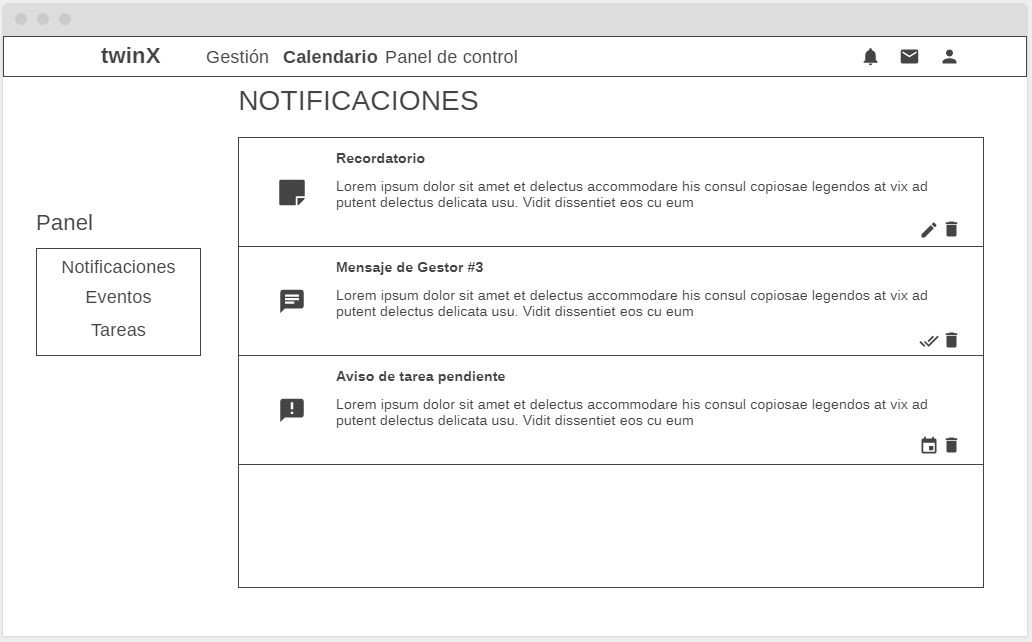 twinX Gestión Calendario Panel de control
NOTIFICACIONES
Panel
Notificaciones
Eventos
Tareas
Recordatorio
Lorem ipsum dolor sit amet et delectus accommodare his consul copiosae legendos at vix ad
putent delectus delicata usu. Vidit dissentiet eos cu eum
Mensaje de Gestor #3
Lorem ipsum dolor sit amet et delectus accommodare his consul copiosae legendos at vix ad
putent delectus delicata usu. Vidit dissentiet eos cu eum
Aviso de tarea pendiente
Lorem ipsum dolor sit amet et delectus accommodare his consul copiosae legendos at vix ad
putent delectus delicata usu. Vidit dissentiet eos cu eum